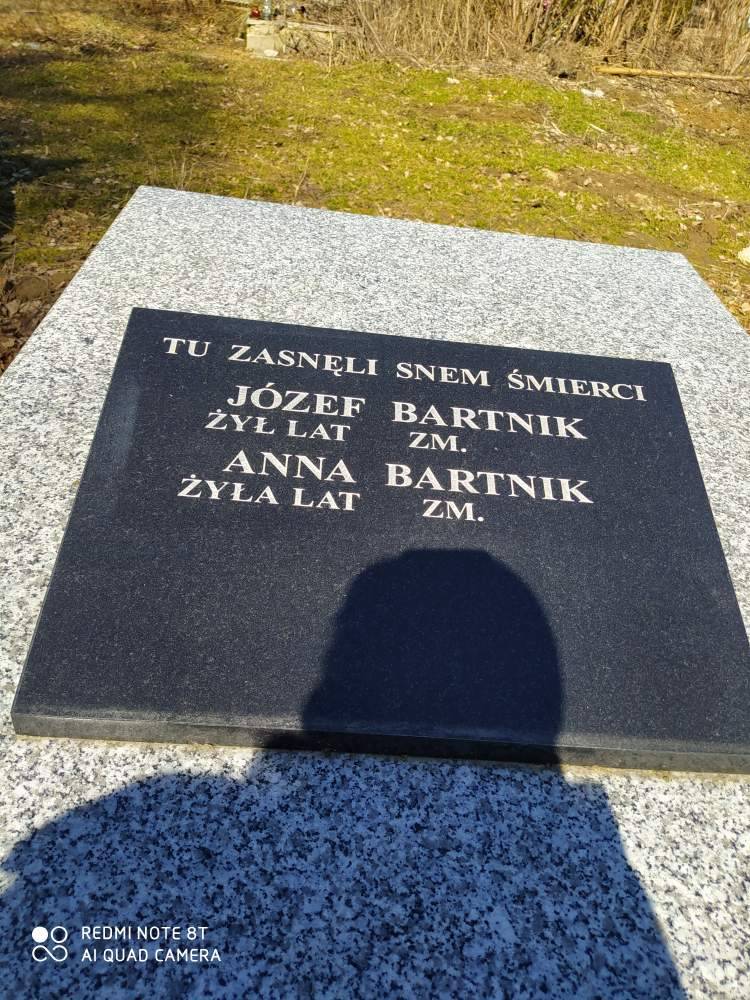 TU ZASNĘLI SNEM ŚMIERCI
JÓZEF BARTNIK
ŻYŁ LAT ZM.
ANNA BARTNIK
ŻYŁA LAT ZM.
REDMI NOTE 8T
AI QUAD CAMERA